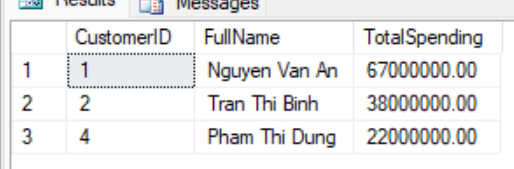 Results Messages
CustomerID FullName TotalSpending
1 1 Nguyen Van An 67000000.00
2 2 Tran Thi Binh 38000000.00
3 4 Pham Thi Dung 22000000.00